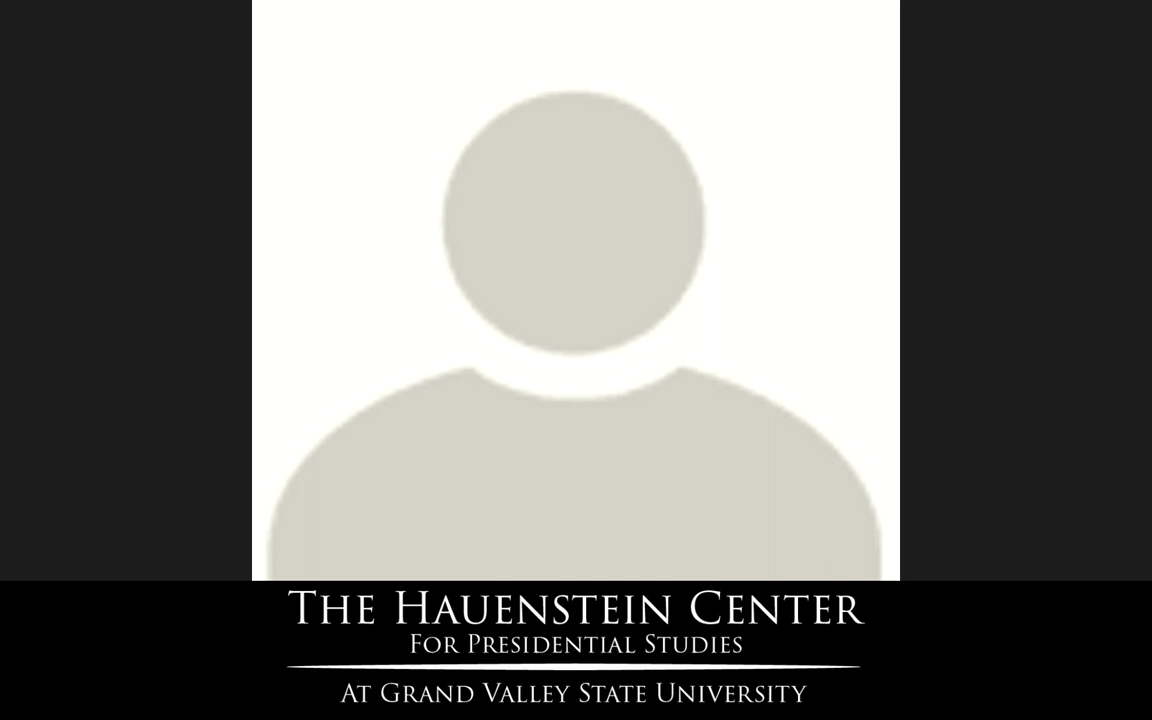 THE HAUENSTEIN CENTER
FOR PRESIDENTIAL STUDIES
AT GRAND VALLEY STATE UNIVERSITY